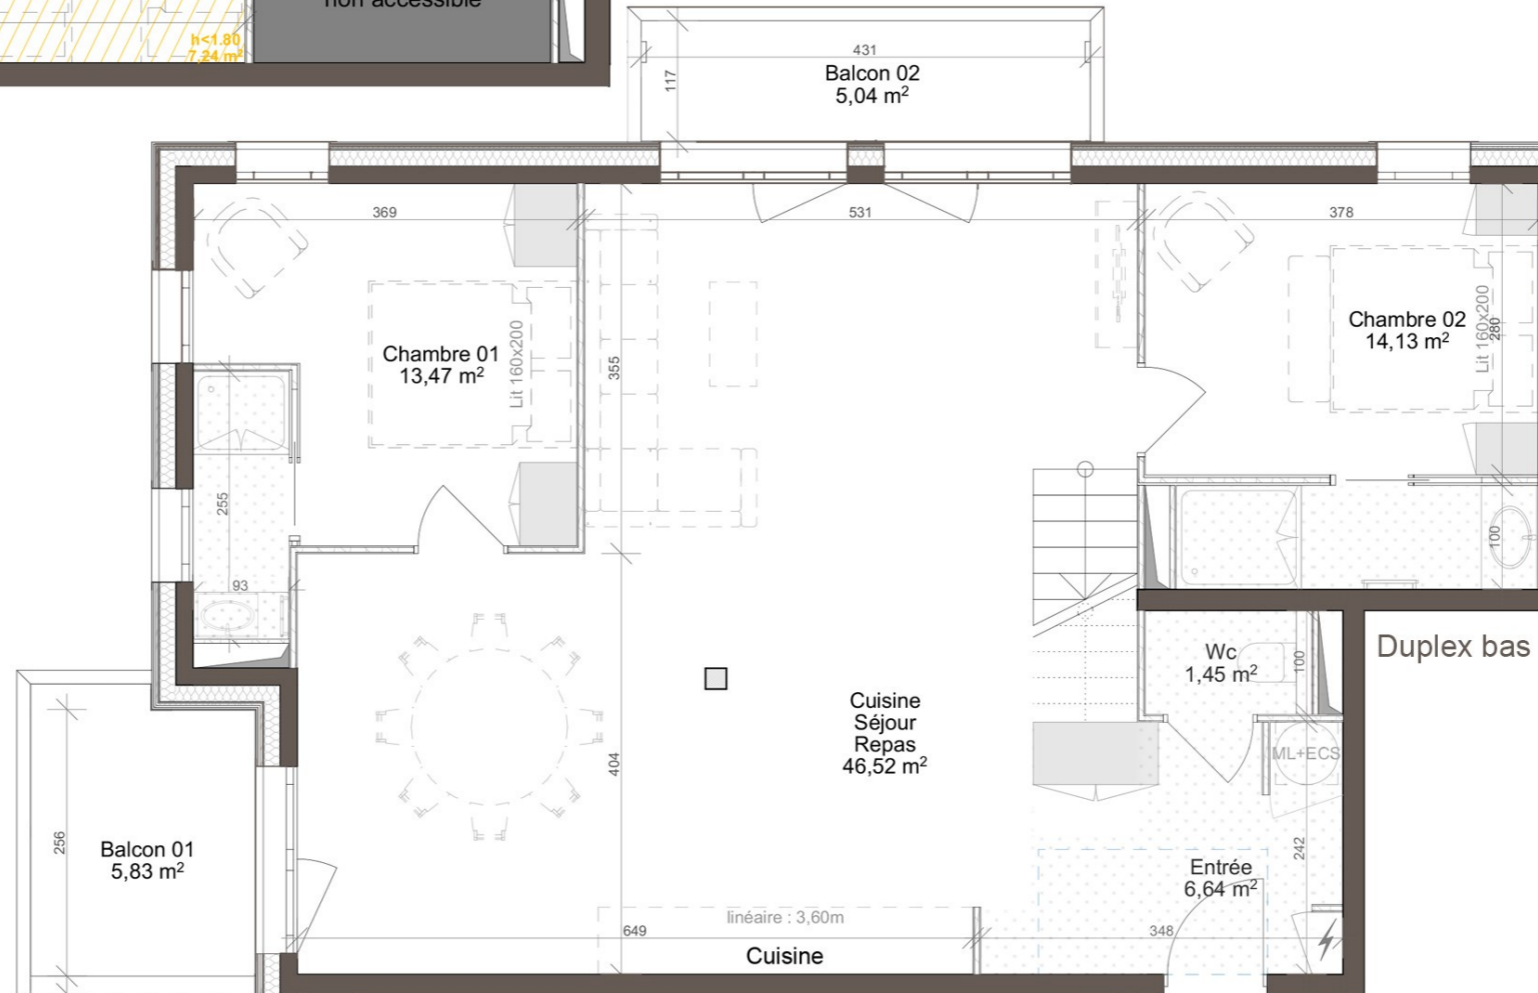 non accessible
h<1.80
7,24 m²
431
117
Balcon 02
5,04 m²
369
531
378
Chambre 01
13,47 m²
Lit 160x200
355
Chambre 02
14,13 m²
Lit 160x200
280
255
93
100
Wc
1,45 m²
100
Duplex bas
Cuisine
Séjour
Repas
46,52 m²
ML+ECS
404
256
Balcon 01
5,83 m²
242
Entrée
6,64 m²
linéaire : 3,60m
649
348
Cuisine